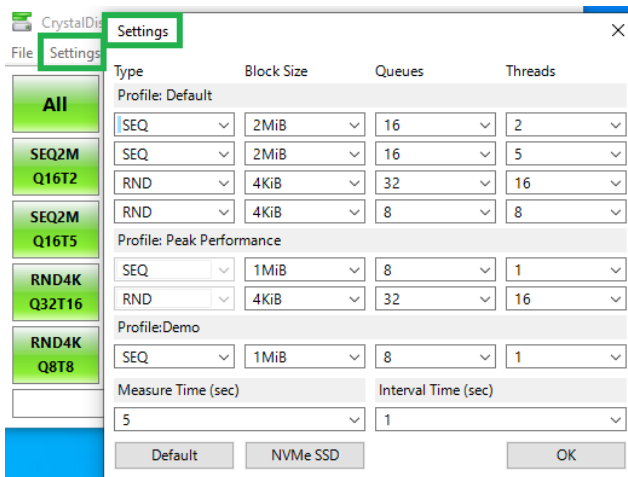 CrystalDis
File Settings
All
SEQ2M
Q16T2
SEQ2M
Q16T5
RND4K
Q32T16
RND4K
Q8T8
Settings
Type Block Size Queues Threads
Profile: Default
SEQ 2MiB 16 2
SEQ 2MiB 16 5
RND 4KiB 32 16
RND 4KiB 8 8
Profile: Peak Performance
SEQ 1MiB 8 1
RND 4KiB 32 16
Profile:Demo
SEQ 1MiB 8 1
Measure Time (sec) Interval Time (sec)
5 1
Default NVMe SSD OK